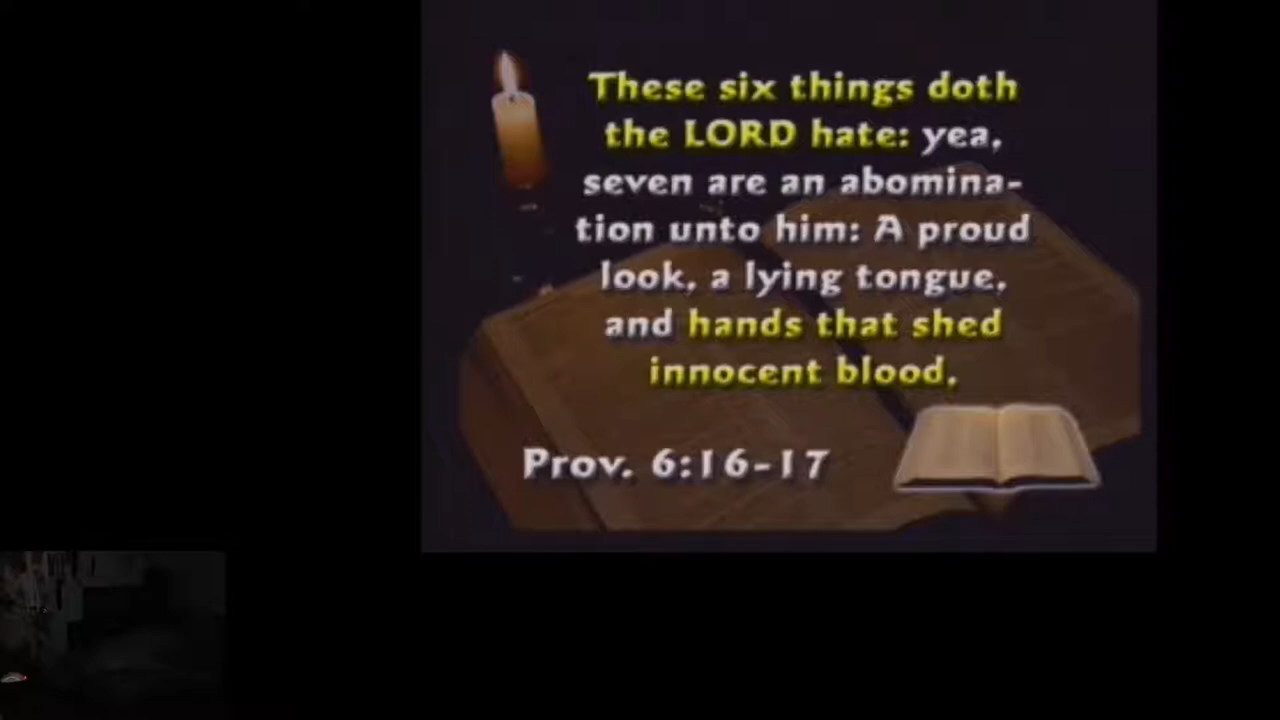 These six things doth
the LORD hate: yea,
seven are an abomina-
tion unto him: A proud
look, a lying tongue,
and hands that shed
innocent blood,
Prov. 6:16-17